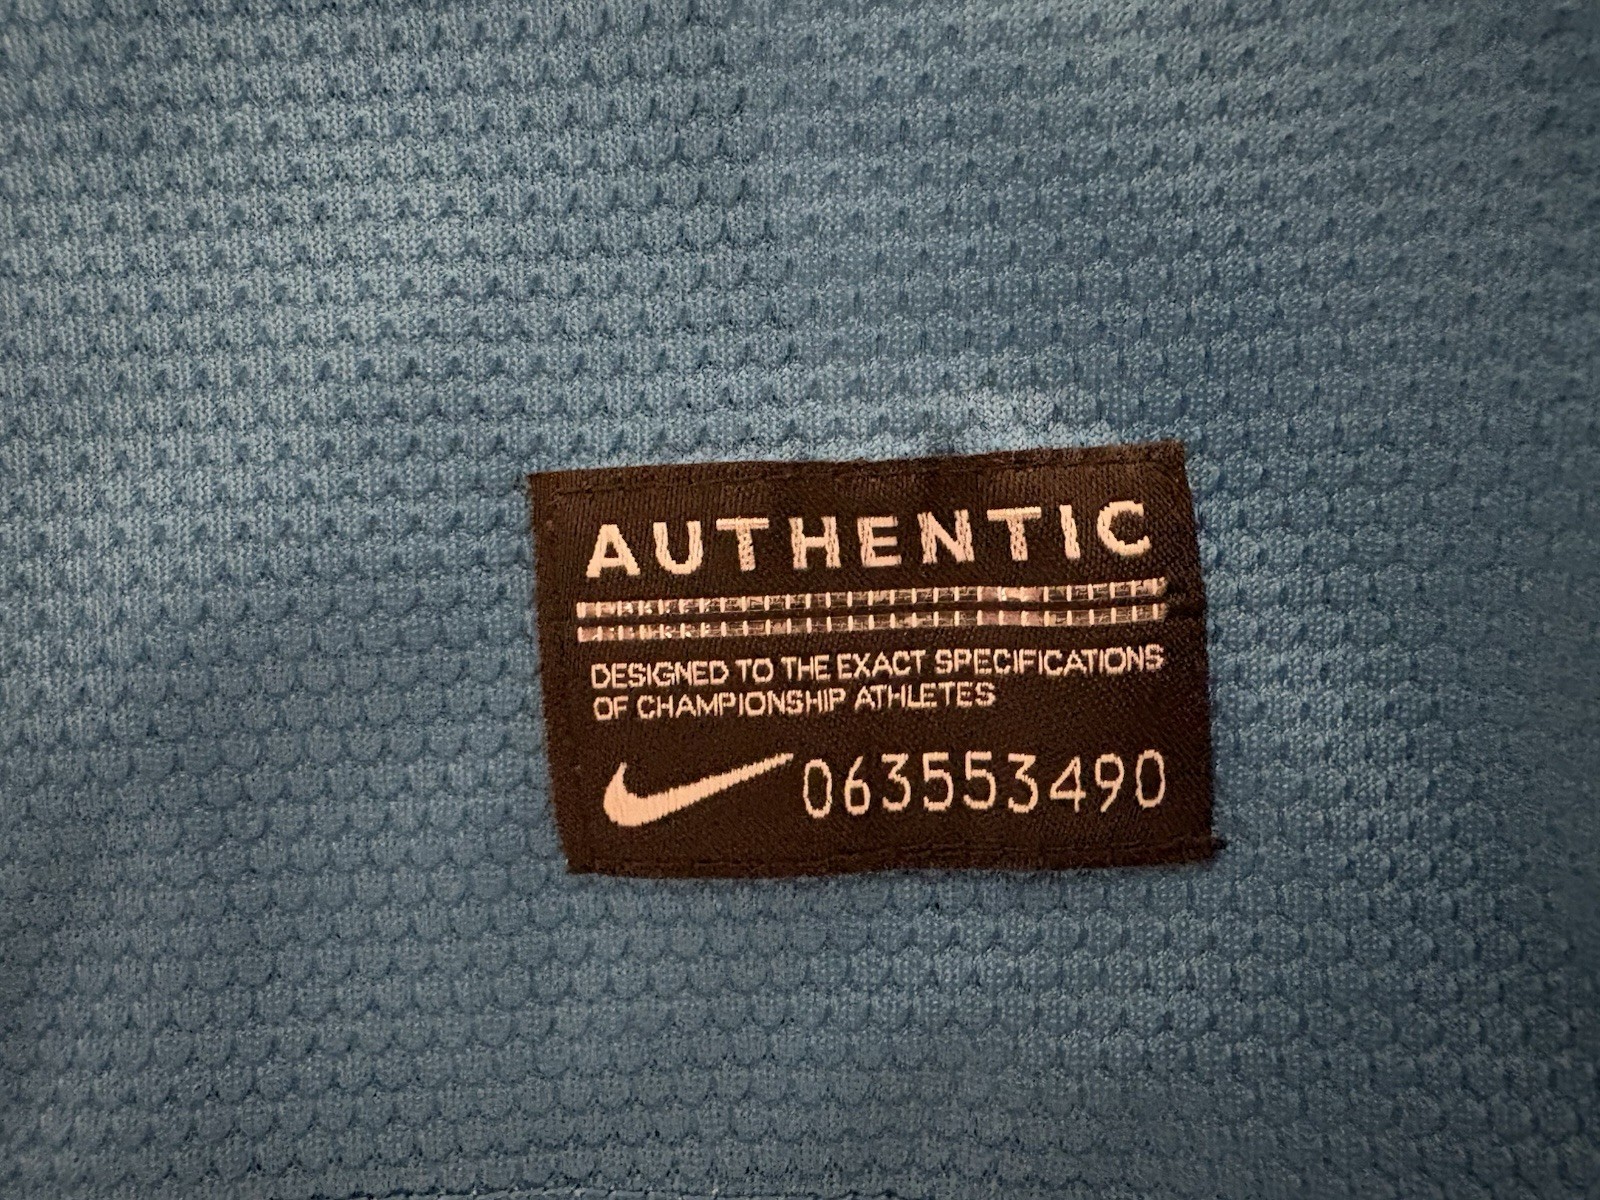 AUTHENTIC
DESIGNED TO THE EXACT SPECIFICATIONS
OF CHAMPIONSHIP ATHLETES
063553490